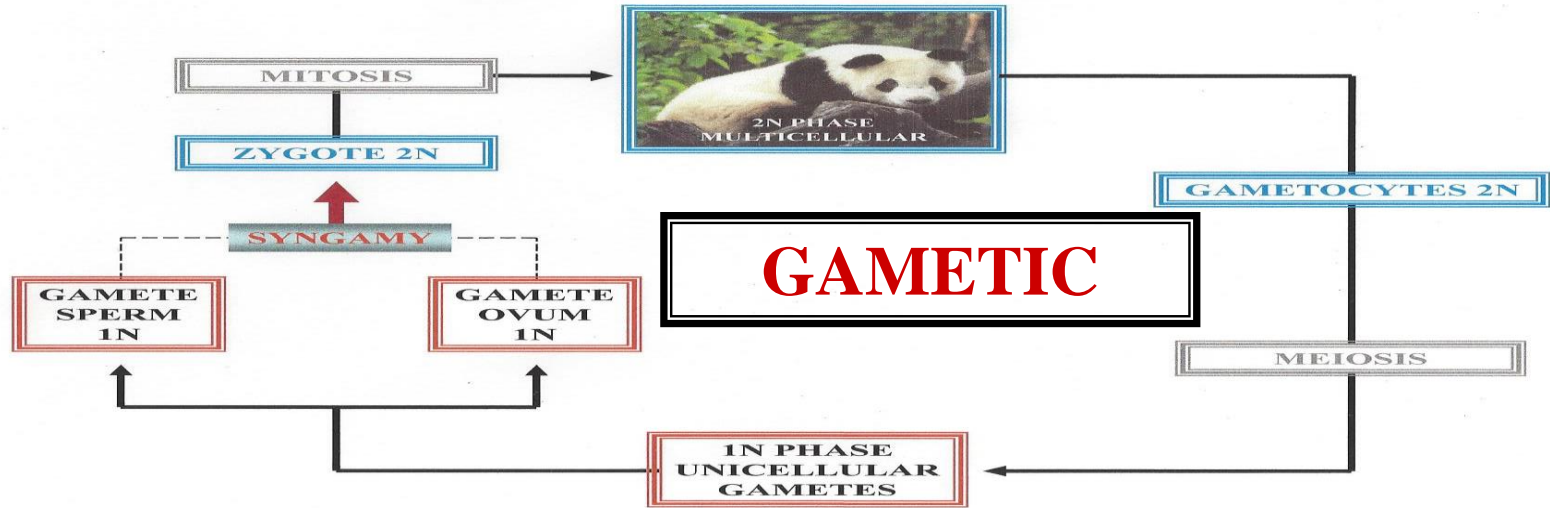 MITOSIS
2N PHASE
MULTICELLULAR
ZYGOTE 2N
GAMETOCYTES 2N
SYNGAMY
GAMETIC
GAMETE
SPERM
1N
GAMETE
OVUM
1N
MEIOSIS
1N PHASE
UNICELLULAR
GAMETES